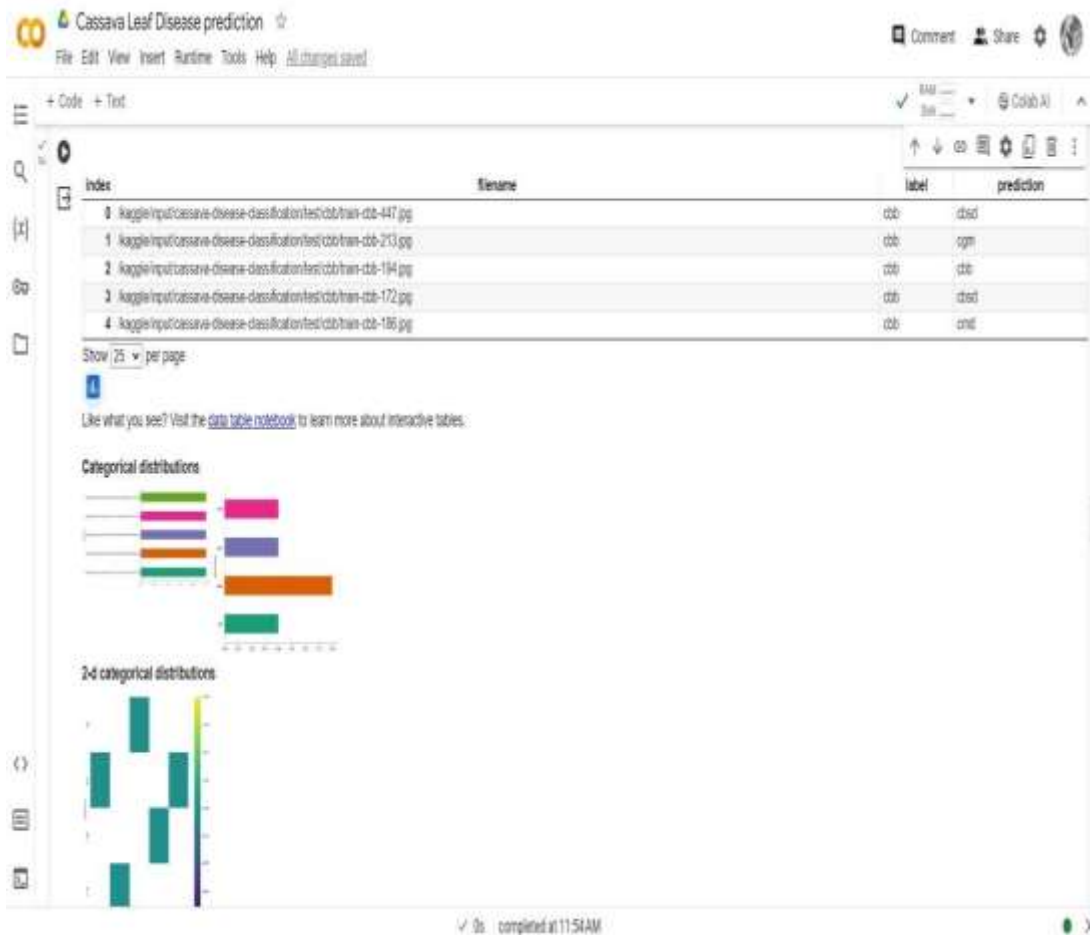 Cassava Leaf Disease prediction
File Edit View Insert Runtime Tools Help All changes saved
Comment Share
+ Code + Text
RAM
Disk
Colab AI
index filename label prediction
0 /kaggle/input/cassava-disease-classification/test/cbb/train-cbb-447.jpg cbb cbsd
1 /kaggle/input/cassava-disease-classification/test/cbb/train-cbb-213.jpg cbb cgm
2 /kaggle/input/cassava-disease-classification/test/cbb/train-cbb-194.jpg cbb cbb
3 /kaggle/input/cassava-disease-classification/test/cbb/train-cbb-172.jpg cbb cbsd
4 /kaggle/input/cassava-disease-classification/test/cbb/train-cbb-186.jpg cbb cmd
Show 25 per page
Like what you see? Visit the data table notebook to learn more about interactive tables.
Categorical distributions
2-d categorical distributions
0s completed at 11:54 AM